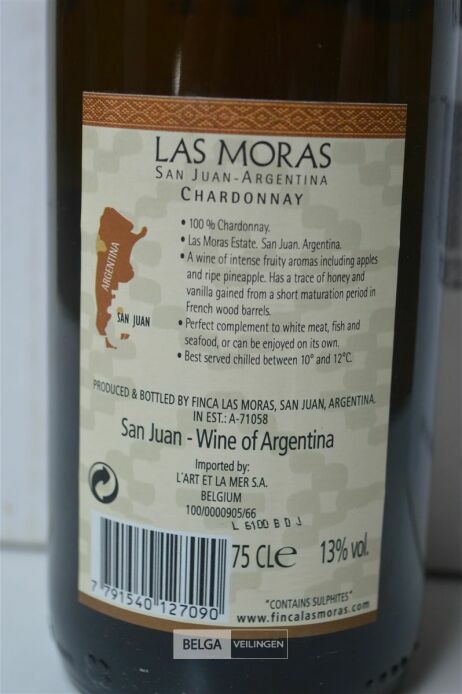 LAS MORAS
SAN JUAN-ARGENTINA
CHARDONNAY
• 100 % Chardonnay.
• Las Moras Estate. San Juan. Argentina.
• A wine of intense fruity aromas including apples
and ripe pineapple. Has a trace of honey and
vanilla gained from a short maturation period in
French wood barrels.
• Perfect complement to white meat, fish and
seafood, or can be enjoyed on its own.
• Best served chilled between 10° and 12°C.
ARGENTINA
SAN JUAN
PRODUCED & BOTTLED BY FINCA LAS MORAS, SAN JUAN, ARGENTINA.
IN EST.: A-71058
San Juan - Wine of Argentina
Imported by:
L'ART ET LA MER S.A.
BELGIUM
100/0000905/66
L 6100 B D J
75 CLe 13% vol.
7 791540 127090
"CONTAINS SULPHITES"
www.fincalasmoras.com
BELGA VEILINGEN